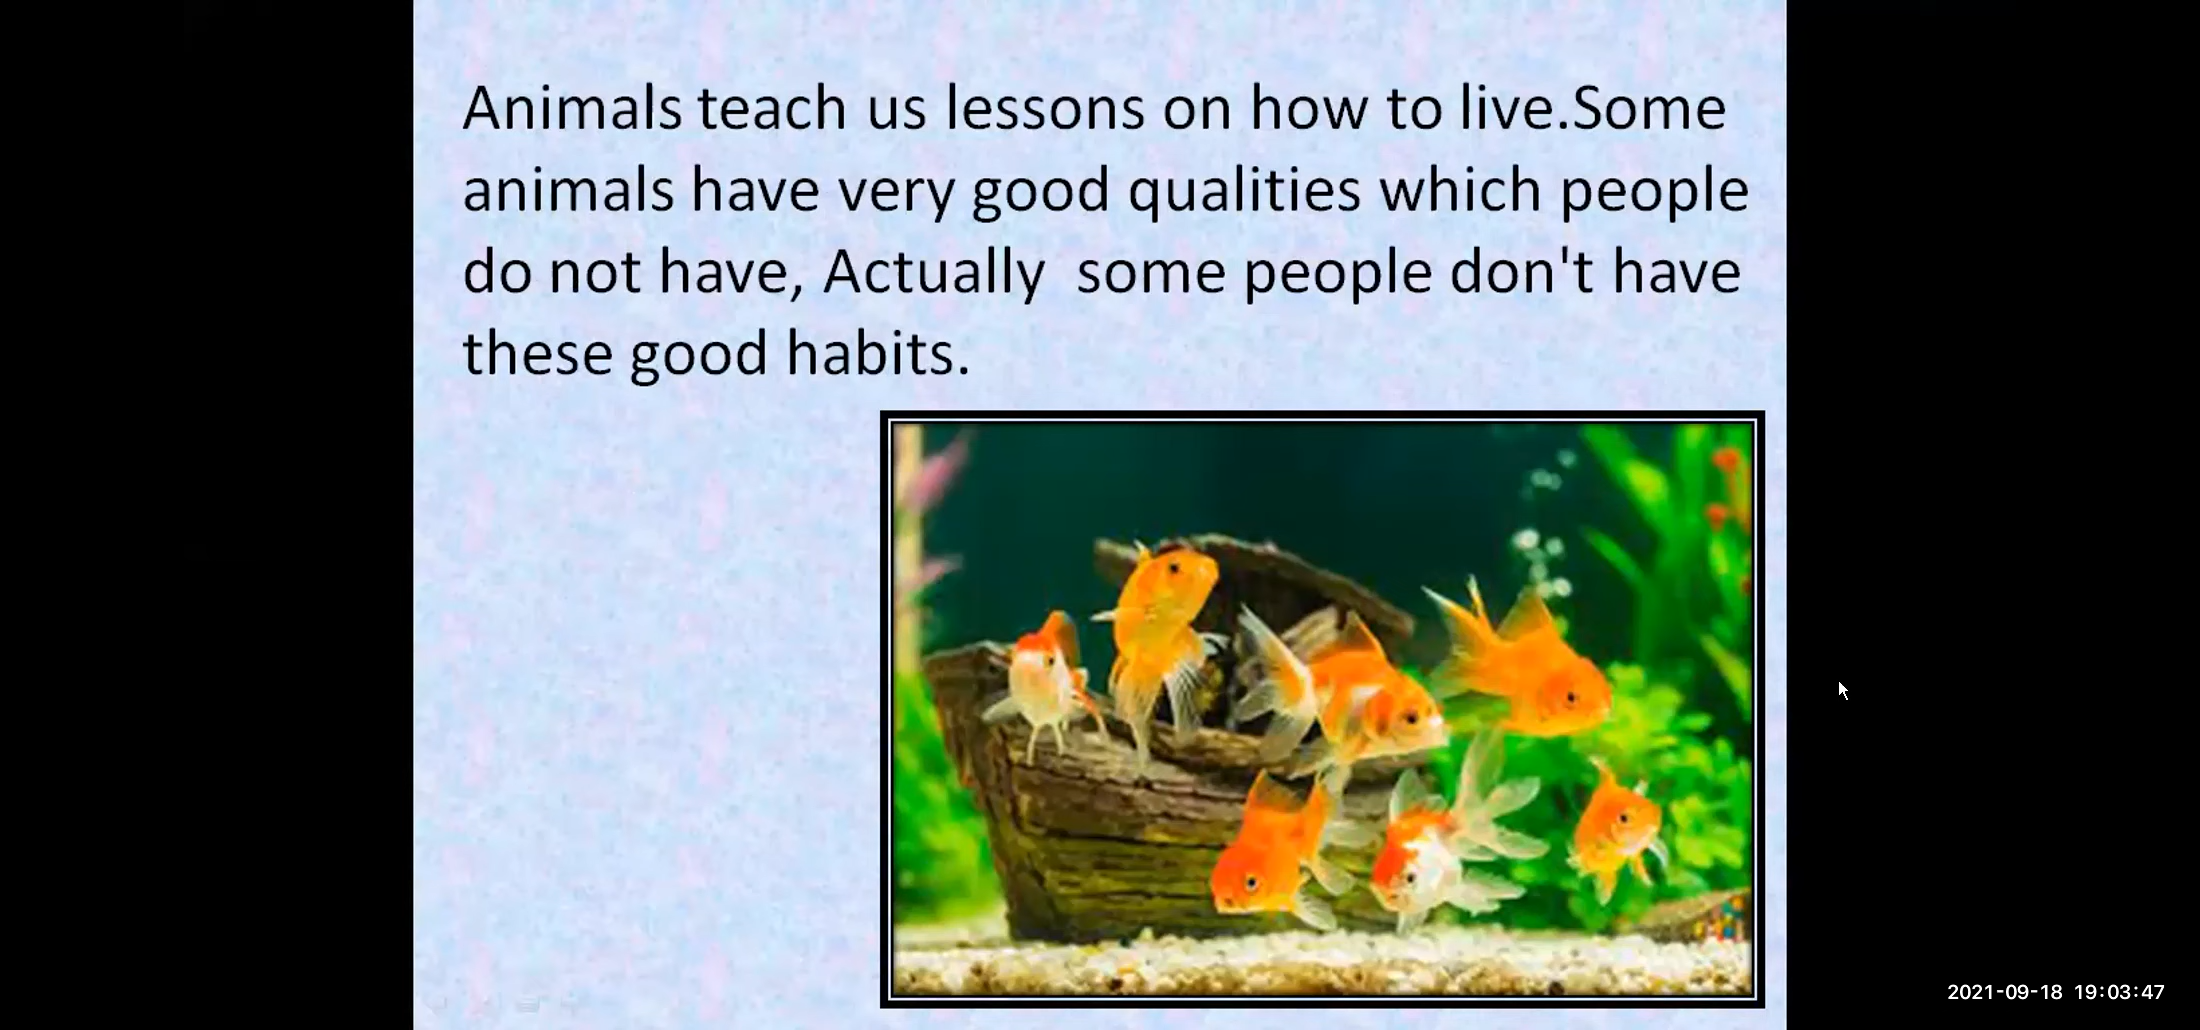 Animals teach us lessons on how to live.Some
animals have very good qualities which people
do not have, Actually  some people don't have
these good habits.
2021-09-18 19:03:47